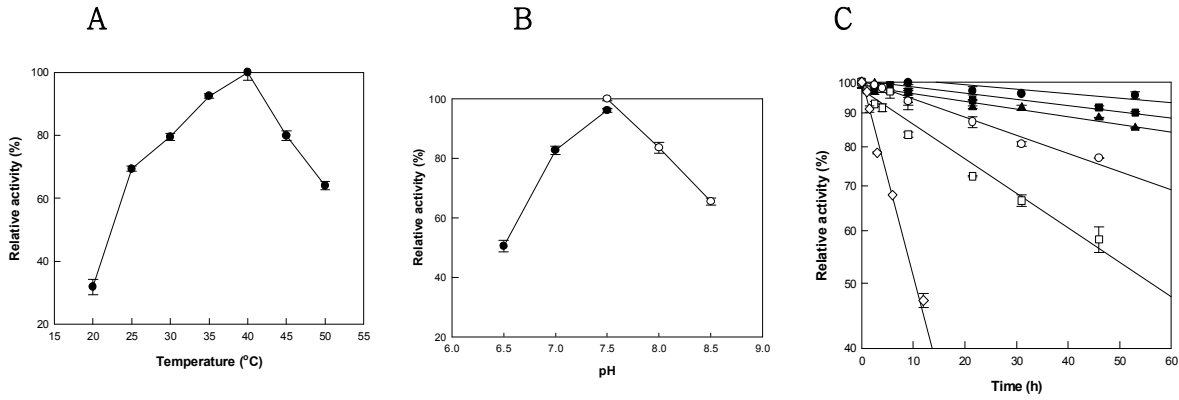 A
B
C
100
80
60
40
20
15 20 25 30 35 40 45 50 55
Relative activity (%)
Temperature (°C)
100
80
60
40
20
6.0 6.5 7.0 7.5 8.0 8.5 9.0
Relative activity (%)
pH
100
90
80
70
60
50
40
0 10 20 30 40 50 60
Relative activity (%)
Time (h)